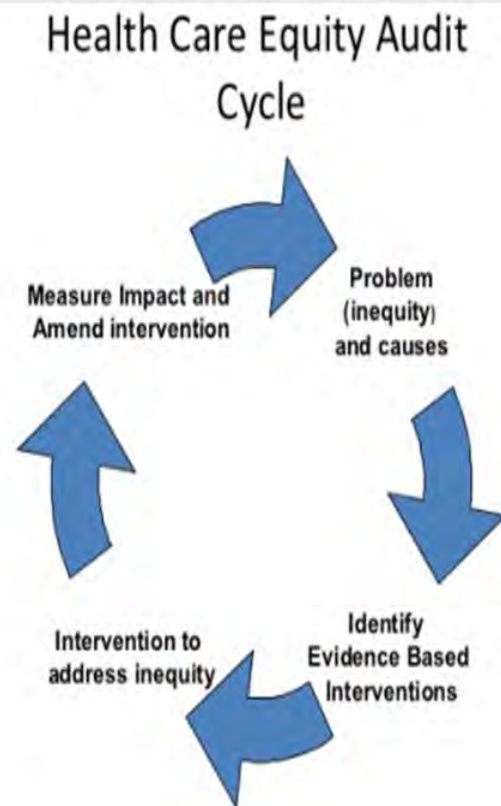 Health Care Equity Audit
Cycle
Problem
(inequity)
and causes
Identify
Evidence Based
Interventions
Intervention to
address inequity
Measure Impact and
Amend intervention